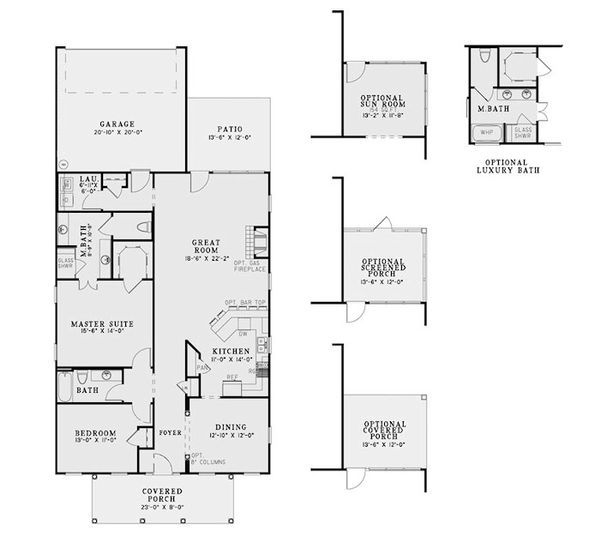 GARAGE
20'-10" X 20'-0"
PATIO
13'-6" X 12'-0"
LAU.
6'-11" X
6'-0"
M.BATH
8'-9" X 10'-8"
GLASS
SHWR
GREAT
ROOM
18'-6" X 22'-2"
OPT. GAS
FIREPLACE
MASTER SUITE
15'-6" X 14'-0"
OPT. BAR TOP
DW
KITCHEN
11'-0" X 14'-0"
PAN
REF
BATH
BEDROOM
13'-0" X 11'-0"
FOYER
DINING
12'-10" X 12'-0"
OPT.
8" COLUMNS
COVERED
PORCH
23'-0" X 8'-0"
OPTIONAL
SUN ROOM
154 SQ.FT.
13'-2" X 11'-8"
OPTIONAL
SCREENED
PORCH
13'-6" X 12'-0"
OPTIONAL
COVERED
PORCH
13'-6" X 12'-0"
M.BATH
WHP
GLASS
SHWR
OPTIONAL
LUXURY BATH